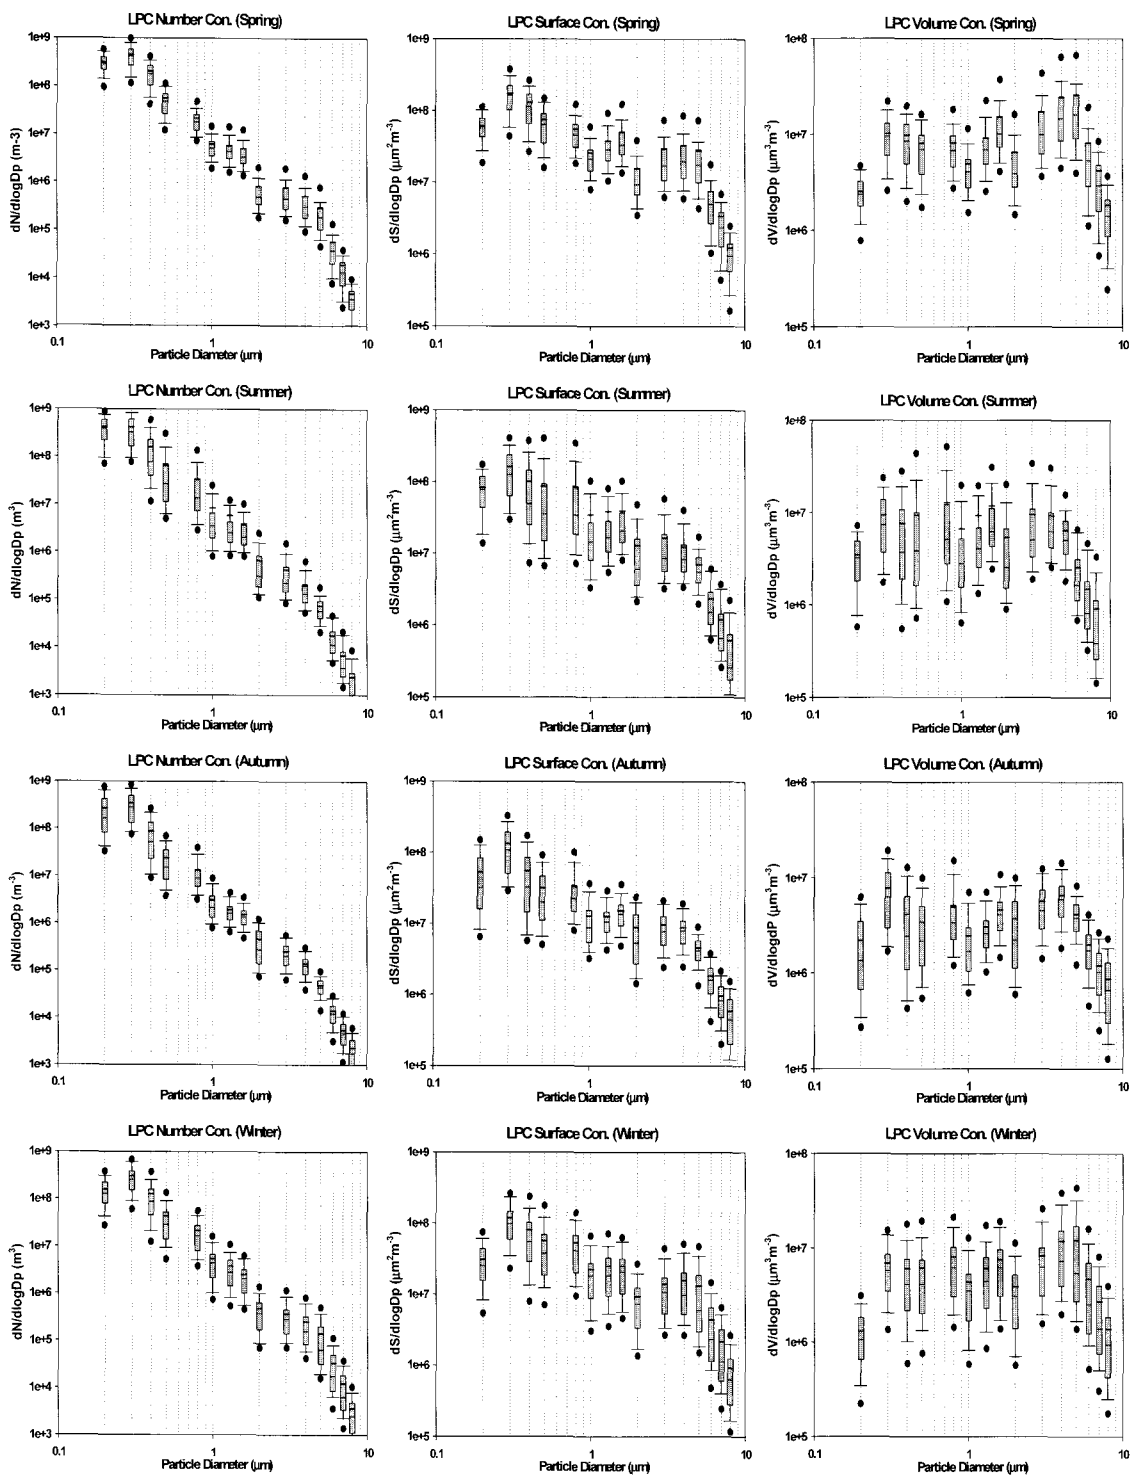 LPC Number Con. (Spring)
1e+9
1e+8
1e+7
1e+6
1e+5
1e+4
1e+3
dN/dlogDp (m-3)
0.1
1
10
Particle Diameter (µm)
LPC Surface Con. (Spring)
1e+9
1e+8
1e+7
1e+6
1e+5
dS/dlogDp (µm²m⁻³)
0.1
1
10
Particle Diameter (µm)
LPC Volume Con. (Spring)
1e+8
1e+7
1e+6
1e+5
dV/dlogDp (µm³m⁻³)
0.1
1
10
Particle Diameter (µm)
LPC Number Con. (Summer)
1e+9
1e+8
1e+7
1e+6
1e+5
1e+4
1e+3
dN/dlogDp (m³)
0.1
1
10
Particle Diameter (µm)
LPC Surface Con. (Summer)
1e+9
1e+8
1e+7
1e+6
1e+5
dS/dlogDp (µm²m⁻³)
0.1
1
10
Particle Diameter (µm)
LPC Volume Con. (Summer)
1e+8
1e+7
1e+6
1e+5
dV/dlogDp (µm³m⁻³)
0.1
1
10
Particle Diameter (µm)
LPC Number Con. (Autumn)
1e+9
1e+8
1e+7
1e+6
1e+5
1e+4
1e+3
dN/dlogDp (m⁻³)
0.1
1
10
Particle Diameter (µm)
LPC Surface Con. (Autumn)
1e+9
1e+8
1e+7
1e+6
1e+5
dS/dlogDp (µm²m⁻³)
0.1
1
10
Particle Diameter (µm)
LPC Volume Con. (Autumn)
1e+8
1e+7
1e+6
1e+5
dV/dlogdP (µm³m⁻³)
0.1
1
10
Particle Diameter (µm)
LPC Number Con. (Winter)
1e+9
1e+8
1e+7
1e+6
1e+5
1e+4
1e+3
dN/dlogDp (m³)
0.1
1
10
Particle Diameter (µm)
LPC Surface Con. (Winter)
1e+9
1e+8
1e+7
1e+6
1e+5
dS/dlogDp (µm²m⁻³)
0.1
1
10
Particle Diameter (µm)
LPC Volume Con. (Winter)
1e+8
1e+7
1e+6
1e+5
dV/dlogDp (µm³m⁻³)
0.1
1
10
Particle Diameter (µm)